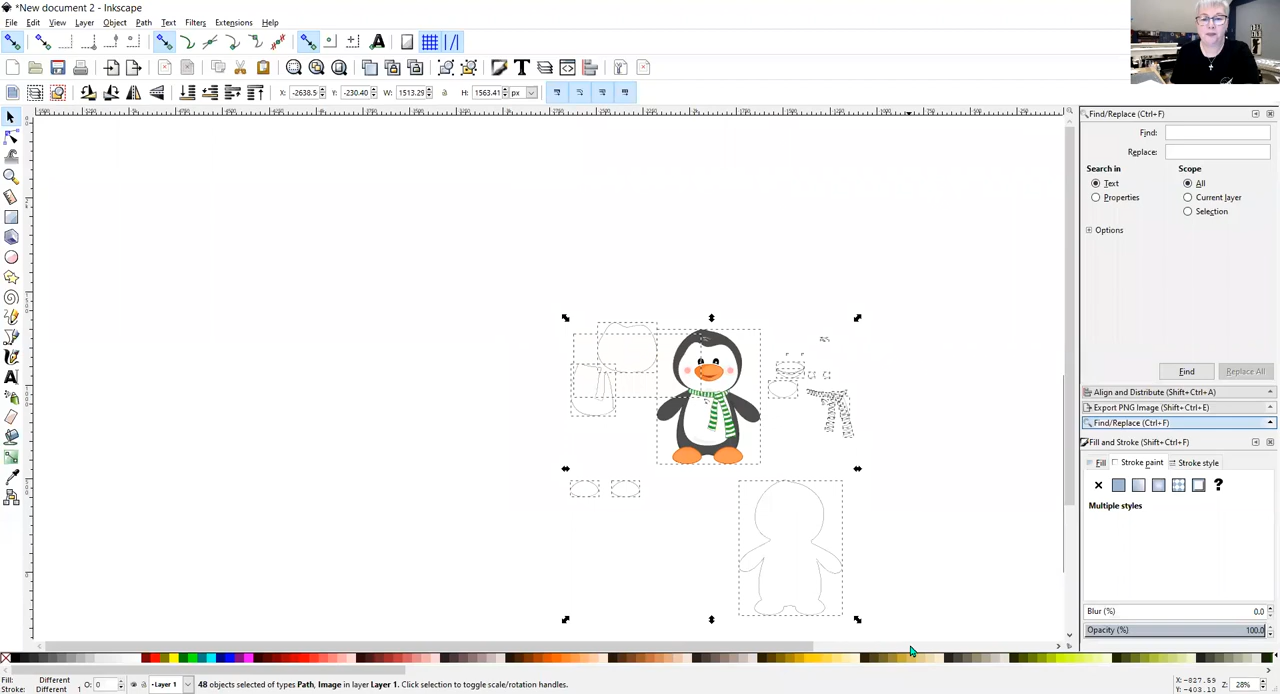 *New document 2 - Inkscape
File Edit View Layer Object Path Text Filters Extensions Help
X: -2638.5 Y: -230.40 W: 1513.29 H: 1563.41 px
Find/Replace (Ctrl+F)
Find:
Replace:
Search in Scope
Text All
Properties Current Layer
Selection
Options
Find Replace All
Align and Distribute (Shift+Ctrl+A)
Export PNG Image (Shift+Ctrl+E)
Find/Replace (Ctrl+F)
Fill and Stroke (Shift+Ctrl+F)
Fill Stroke paint Stroke style
?
Multiple styles
Blur (%) 0.0
Opacity (%) 100.0
Fill: Different
Stroke: Different O: 0 Layer 1 48 objects selected of types Path, Image in layer Layer 1. Click selection to toggle scale/rotation handles. X: -827.59 Y: -403.10 Z: 28%